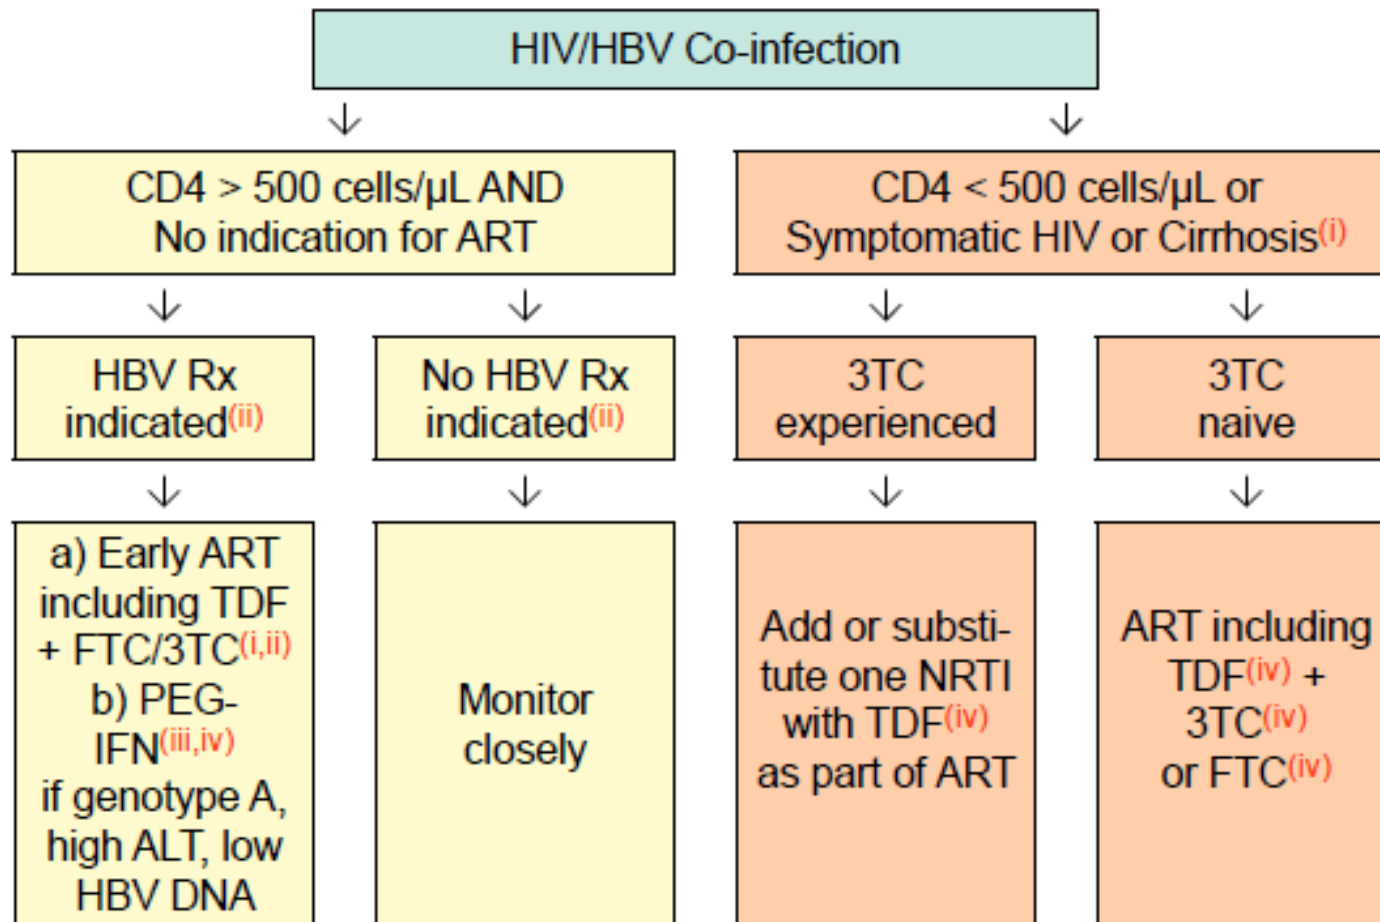 HIV/HBV Co-infection
CD4 > 500 cells/µL AND
No indication for ART
CD4 < 500 cells/µL or
Symptomatic HIV or Cirrhosis(i)
HBV Rx
indicated(ii)
No HBV Rx
indicated(ii)
3TC
experienced
3TC
naive
a) Early ART
including TDF
+ FTC/3TC(i,ii)
b) PEG-
IFN(iii,iv)
if genotype A,
high ALT, low
HBV DNA
Monitor
closely
Add or substi-
tute one NRTI
with TDF(iv)
as part of ART
ART including
TDF(iv) +
3TC(iv)
or FTC(iv)